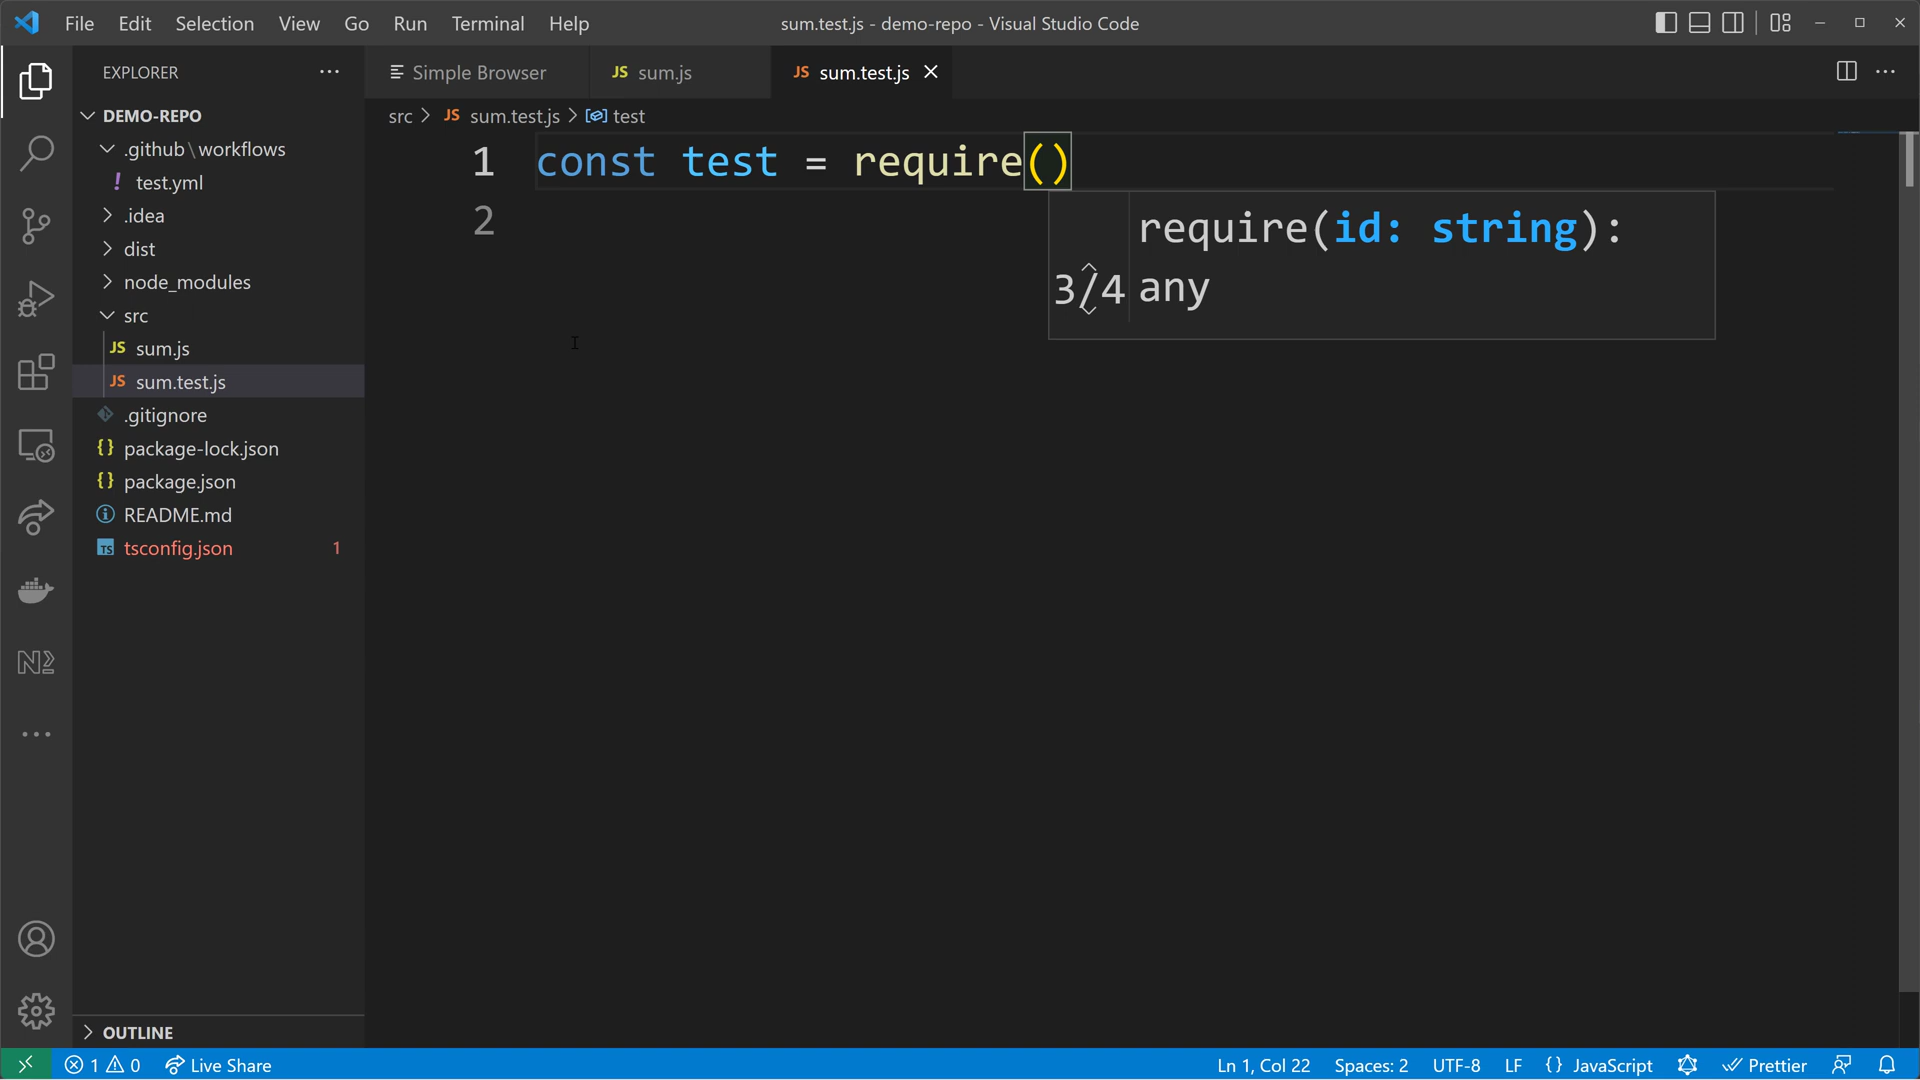 File Edit Selection View Go Run Terminal Help
sum.test.js - demo-repo - Visual Studio Code
EXPLORER
DEMO-REPO
.github\workflows
! test.yml
.idea
dist
node_modules
src
JS sum.js
JS sum.test.js
.gitignore
{} package-lock.json
{} package.json
README.md
TS tsconfig.json 1
OUTLINE
Simple Browser
JS sum.js
JS sum.test.js
src > JS sum.test.js > test
1 const test = require()
2
require(id: string):
3/4 any
1 0 Live Share
Ln 1, Col 22 Spaces: 2 UTF-8 LF {} JavaScript Prettier